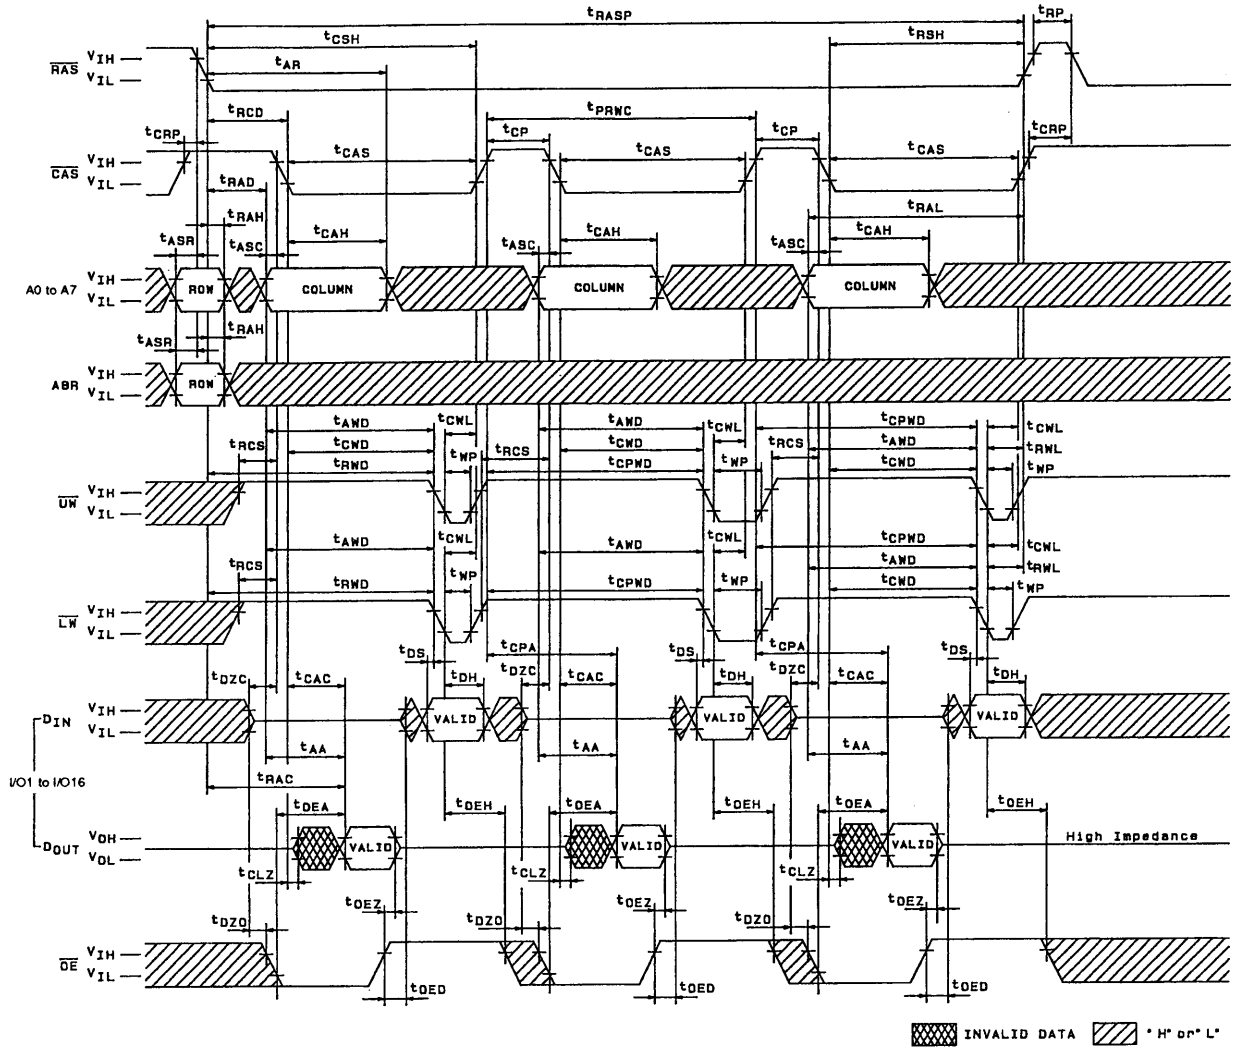 tRASP tRP
tCSH tRSH
VIH
RAS
VIL
tAR
tRCD tPRWC
tCRP tCP tCP tCRP
VIH
CAS
VIL
tCAS tCAS tCAS
tRAD
tRAH tRAL
tASR tASC tCAH tASC tCAH tASC tCAH
A0 to A7
VIH
VIL
ROW COLUMN COLUMN COLUMN
tRAH
tASR
ABR
VIH
VIL
ROW
tAWD tCWL tAWD tCWL tCPWD tCWL
tRCS tCWD tRCS tCWD tRCS tAWD tRWL
tRWD tWP tCPWD tWP tCWD tWP
VIH
UW
VIL
tAWD tCWL tAWD tCWL tCPWD tCWL
tRCS tAWD tRWL
tRWD tWP tCPWD tWP tCWD tWP
VIH
LW
VIL
tDS tCPA tDS tCPA tDS
tDZC tCAC tDH tDZC tCAC tDH tDZC tCAC tDH
DIN
VIH
VIL
VALID VALID VALID
tAA tAA tAA
tRAC
I/O1 to I/O16
tOEA tOEH tOEA tOEH tOEA tOEH
DOUT
VOH
VOL
VALID VALID VALID High Impedance
tCLZ tCLZ tCLZ
tOEZ tOEZ tOEZ
tDZO tDZO tDZO
VIH
OE
VIL
tOED tOED tOED
INVALID DATA "H" or "L"